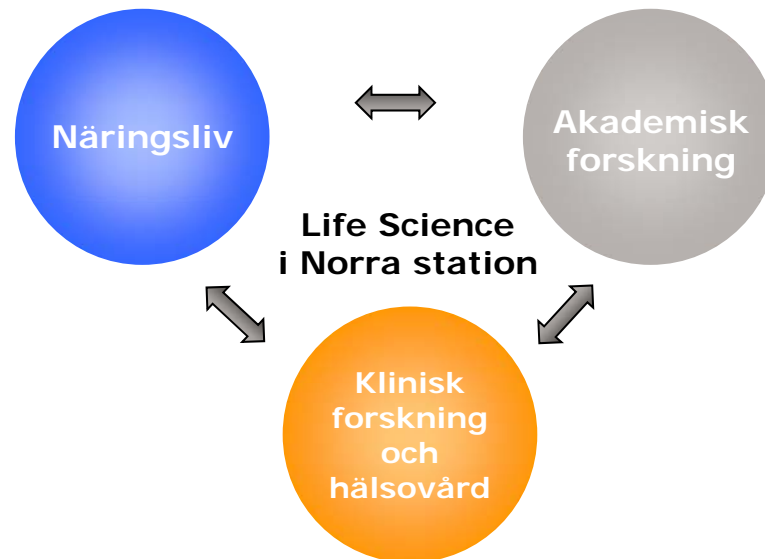 Näringsliv
Akademisk
forskning
Life Science
i Norra station
Klinisk
forskning
och
hälsovård